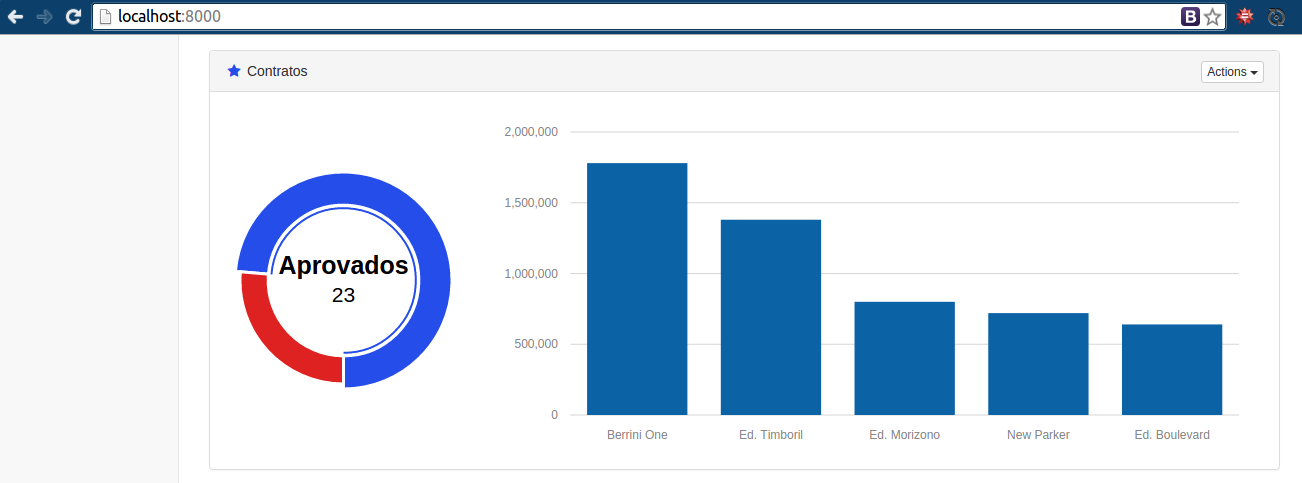 localhost:8000
B
Contratos
Actions
Aprovados
23
2,000,000
1,500,000
1,000,000
500,000
0
Berrini One Ed. Timboril Ed. Morizono New Parker Ed. Boulevard